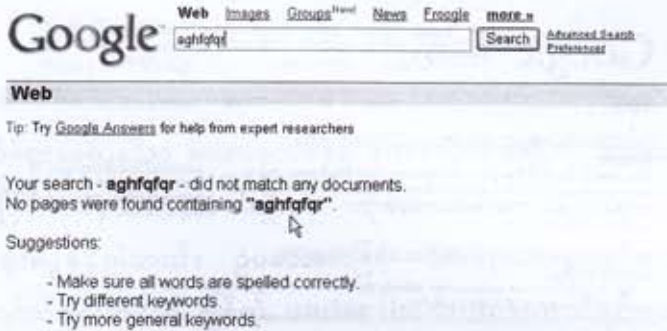 Web Images Groups New! News Froogle more »
Google
aghfqfqr Search Advanced Search
Preferences
Web
Tip: Try Google Answers for help from expert researchers
Your search - aghfqfqr - did not match any documents.
No pages were found containing "aghfqfqr".
Suggestions:
- Make sure all words are spelled correctly.
- Try different keywords.
- Try more general keywords.